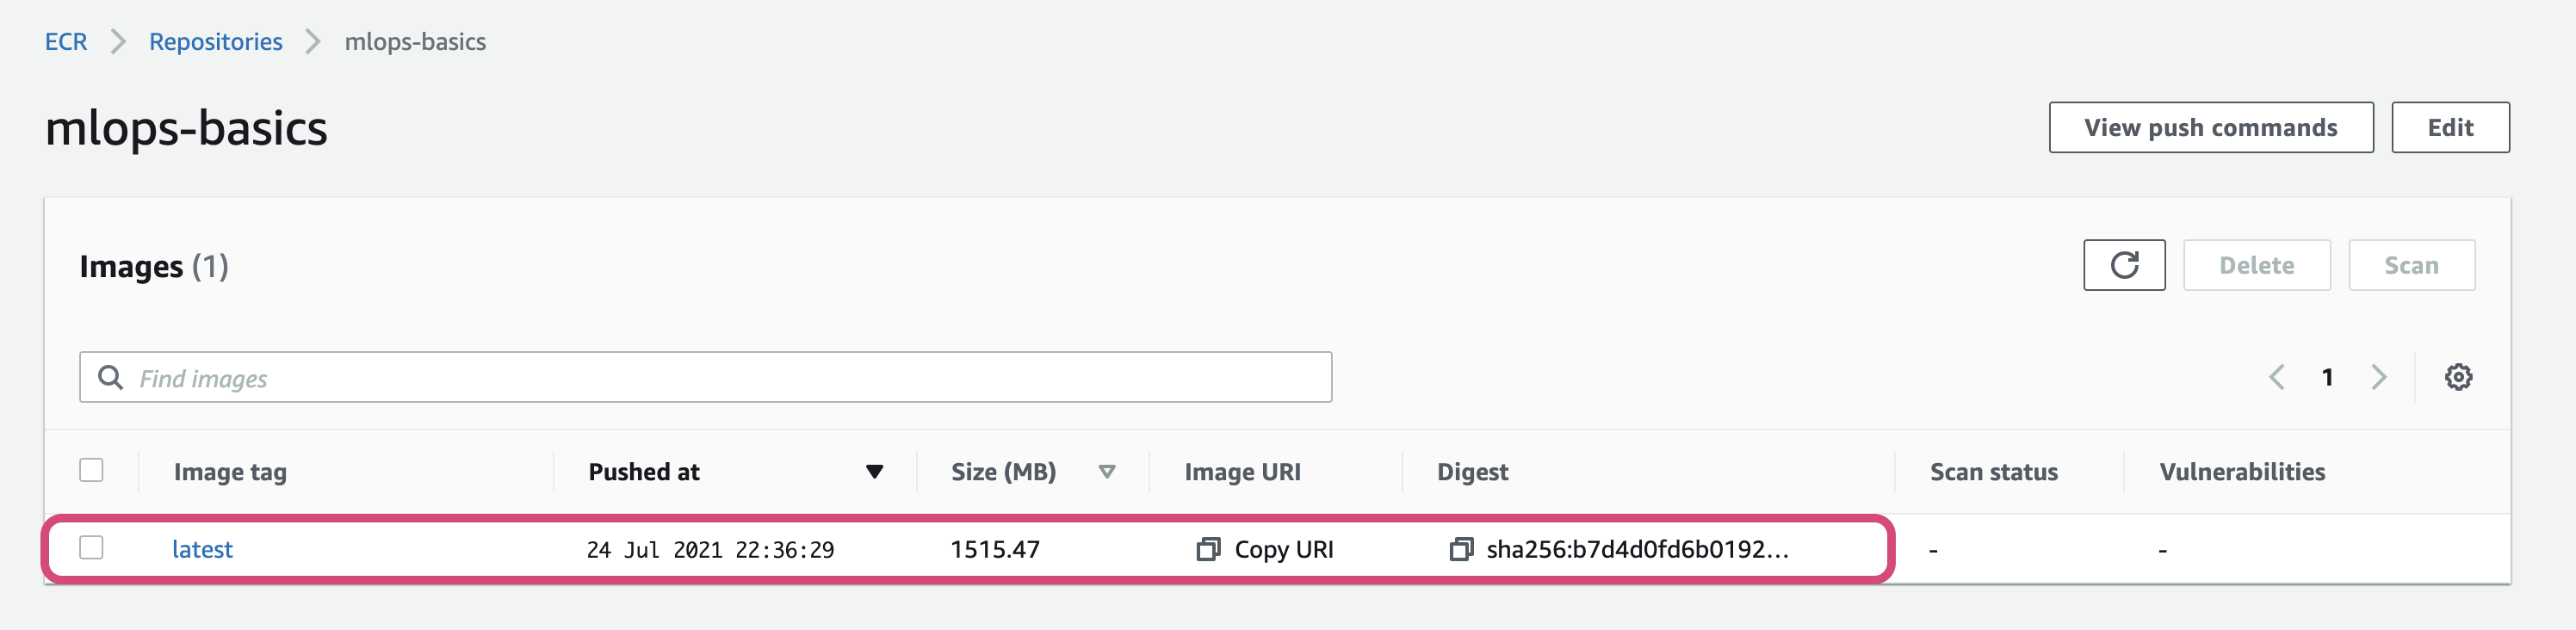 ECR > Repositories > mlops-basics
mlops-basics
View push commands
Edit
Images (1)
Delete
Scan
Find images
1
Image tag Pushed at Size (MB) Image URI Digest Scan status Vulnerabilities
latest 24 Jul 2021 22:36:29 1515.47 Copy URI sha256:b7d4d0fd6b0192... - -